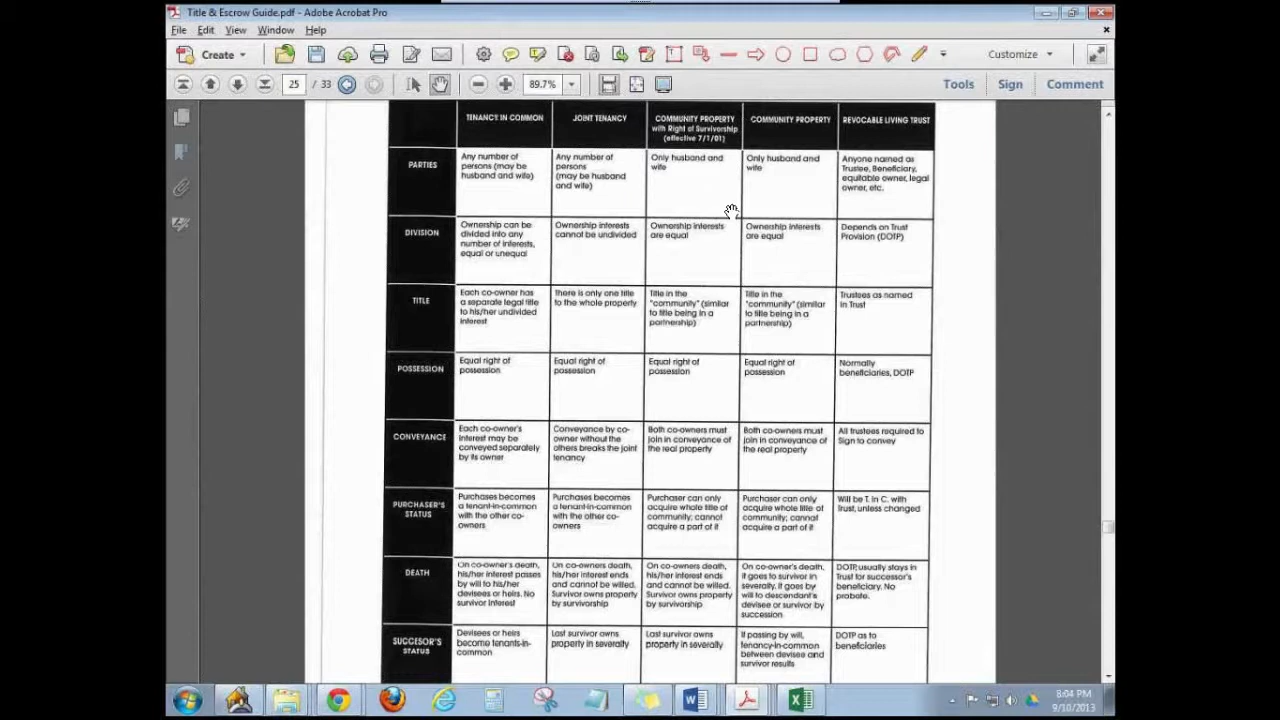 Title & Escrow Guide.pdf - Adobe Acrobat Pro
File Edit View Window Help
Create
Customize
25 / 33
89.7%
Tools Sign Comment
TENANCY IN COMMON
JOINT TENANCY
COMMUNITY PROPERTY
with Right of Survivorship
(effective 7/1/01)
COMMUNITY PROPERTY
REVOCABLE LIVING TRUST
PARTIES
Any number of
persons (may be
husband and wife)
Any number of
persons
(may be husband
and wife)
Only husband and
wife
Only husband and
wife
Anyone named as
Trustee, Beneficiary,
equitable owner, legal
owner, etc.
DIVISION
Ownership can be
divided into any
number of interests,
equal or unequal
Ownership interests
cannot be undivided
Ownership interests
are equal
Ownership interests
are equal
Depends on Trust
Provision (DOTP)
TITLE
Each co-owner has
a separate legal title
to his/her undivided
interest
There is only one title
to the whole property
Title in the
"community" (similar
to title being in a
partnership)
Title in the
"community" (similar
to title being in a
partnership)
Trustees as named
in Trust
POSSESSION
Equal right of
possession
Equal right of
possession
Equal right of
possession
Equal right of
possession
Normally
beneficiaries, DOTP
CONVEYANCE
Each co-owner's
interest may be
conveyed separately
by its owner
Conveyance by co-
owner without the
others breaks the joint
tenancy
Both co-owners must
join in conveyance of
the real property
Both co-owners must
join in conveyance of
the real property
All trustees required to
Sign to convey
PURCHASER'S
STATUS
Purchases becomes
a tenant-in-common
with the other co-
owners
Purchases becomes
a tenant-in-common
with the other co-
owners
Purchaser can only
acquire whole title of
community, cannot
acquire a part of it
Purchaser can only
acquire whole title of
community; cannot
acquire a part of it
Will be T. in C. with
Trust, unless changed
DEATH
On co-owner's death,
his/her interest passes
by will to his/her
devisees or heirs. No
survivor interest
On co-owners death,
his/her interest ends
and cannot be willed.
Survivor owns property
by survivorship
On co-owners death,
his/her interest ends
and cannot be willed.
Survivor owns property
by survivorship
On co-owner's death,
it goes to survivor in
severally. It goes by
will to descendant's
devisee or survivor by
succession
DOTP, usually stays in
Trust for successor's
beneficiary. No
probate.
SUCCESOR'S
STATUS
Devisees or heirs
become tenants-in-
common
Last survivor owns
property in severally
Last survivor owns
property in severally
If passing by will,
tenancy-in-common
between devisee and
survivor results
DOTP as to
beneficiaries
8:04 PM
9/10/2013